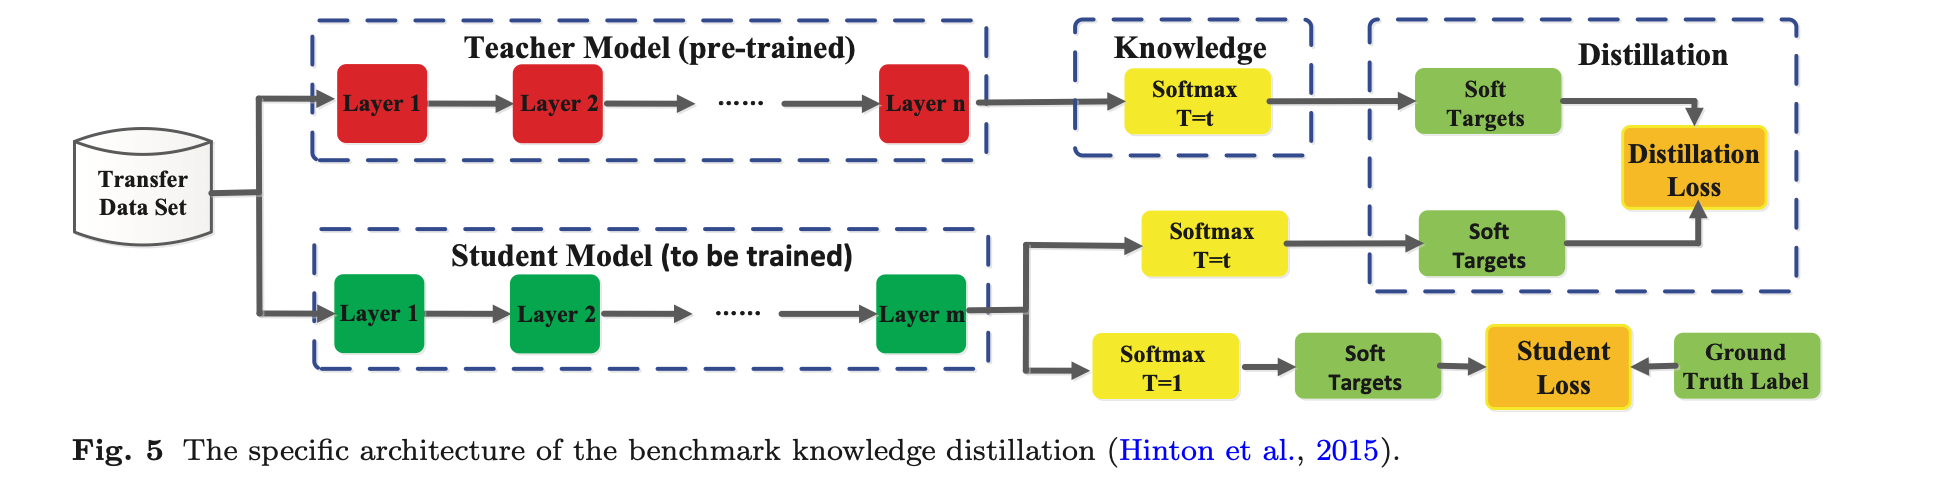 Teacher Model (pre-trained)
Layer 1
Layer 2
......
Layer n
Knowledge
Softmax
T=t
Distillation
Soft
Targets
Distillation
Loss
Transfer
Data Set
Student Model (to be trained)
Layer 1
Layer 2
......
Layer m
Softmax
T=t
Soft
Targets
Softmax
T=1
Soft
Targets
Student
Loss
Ground
Truth Label
Fig. 5 The specific architecture of the benchmark knowledge distillation (Hinton et al., 2015).